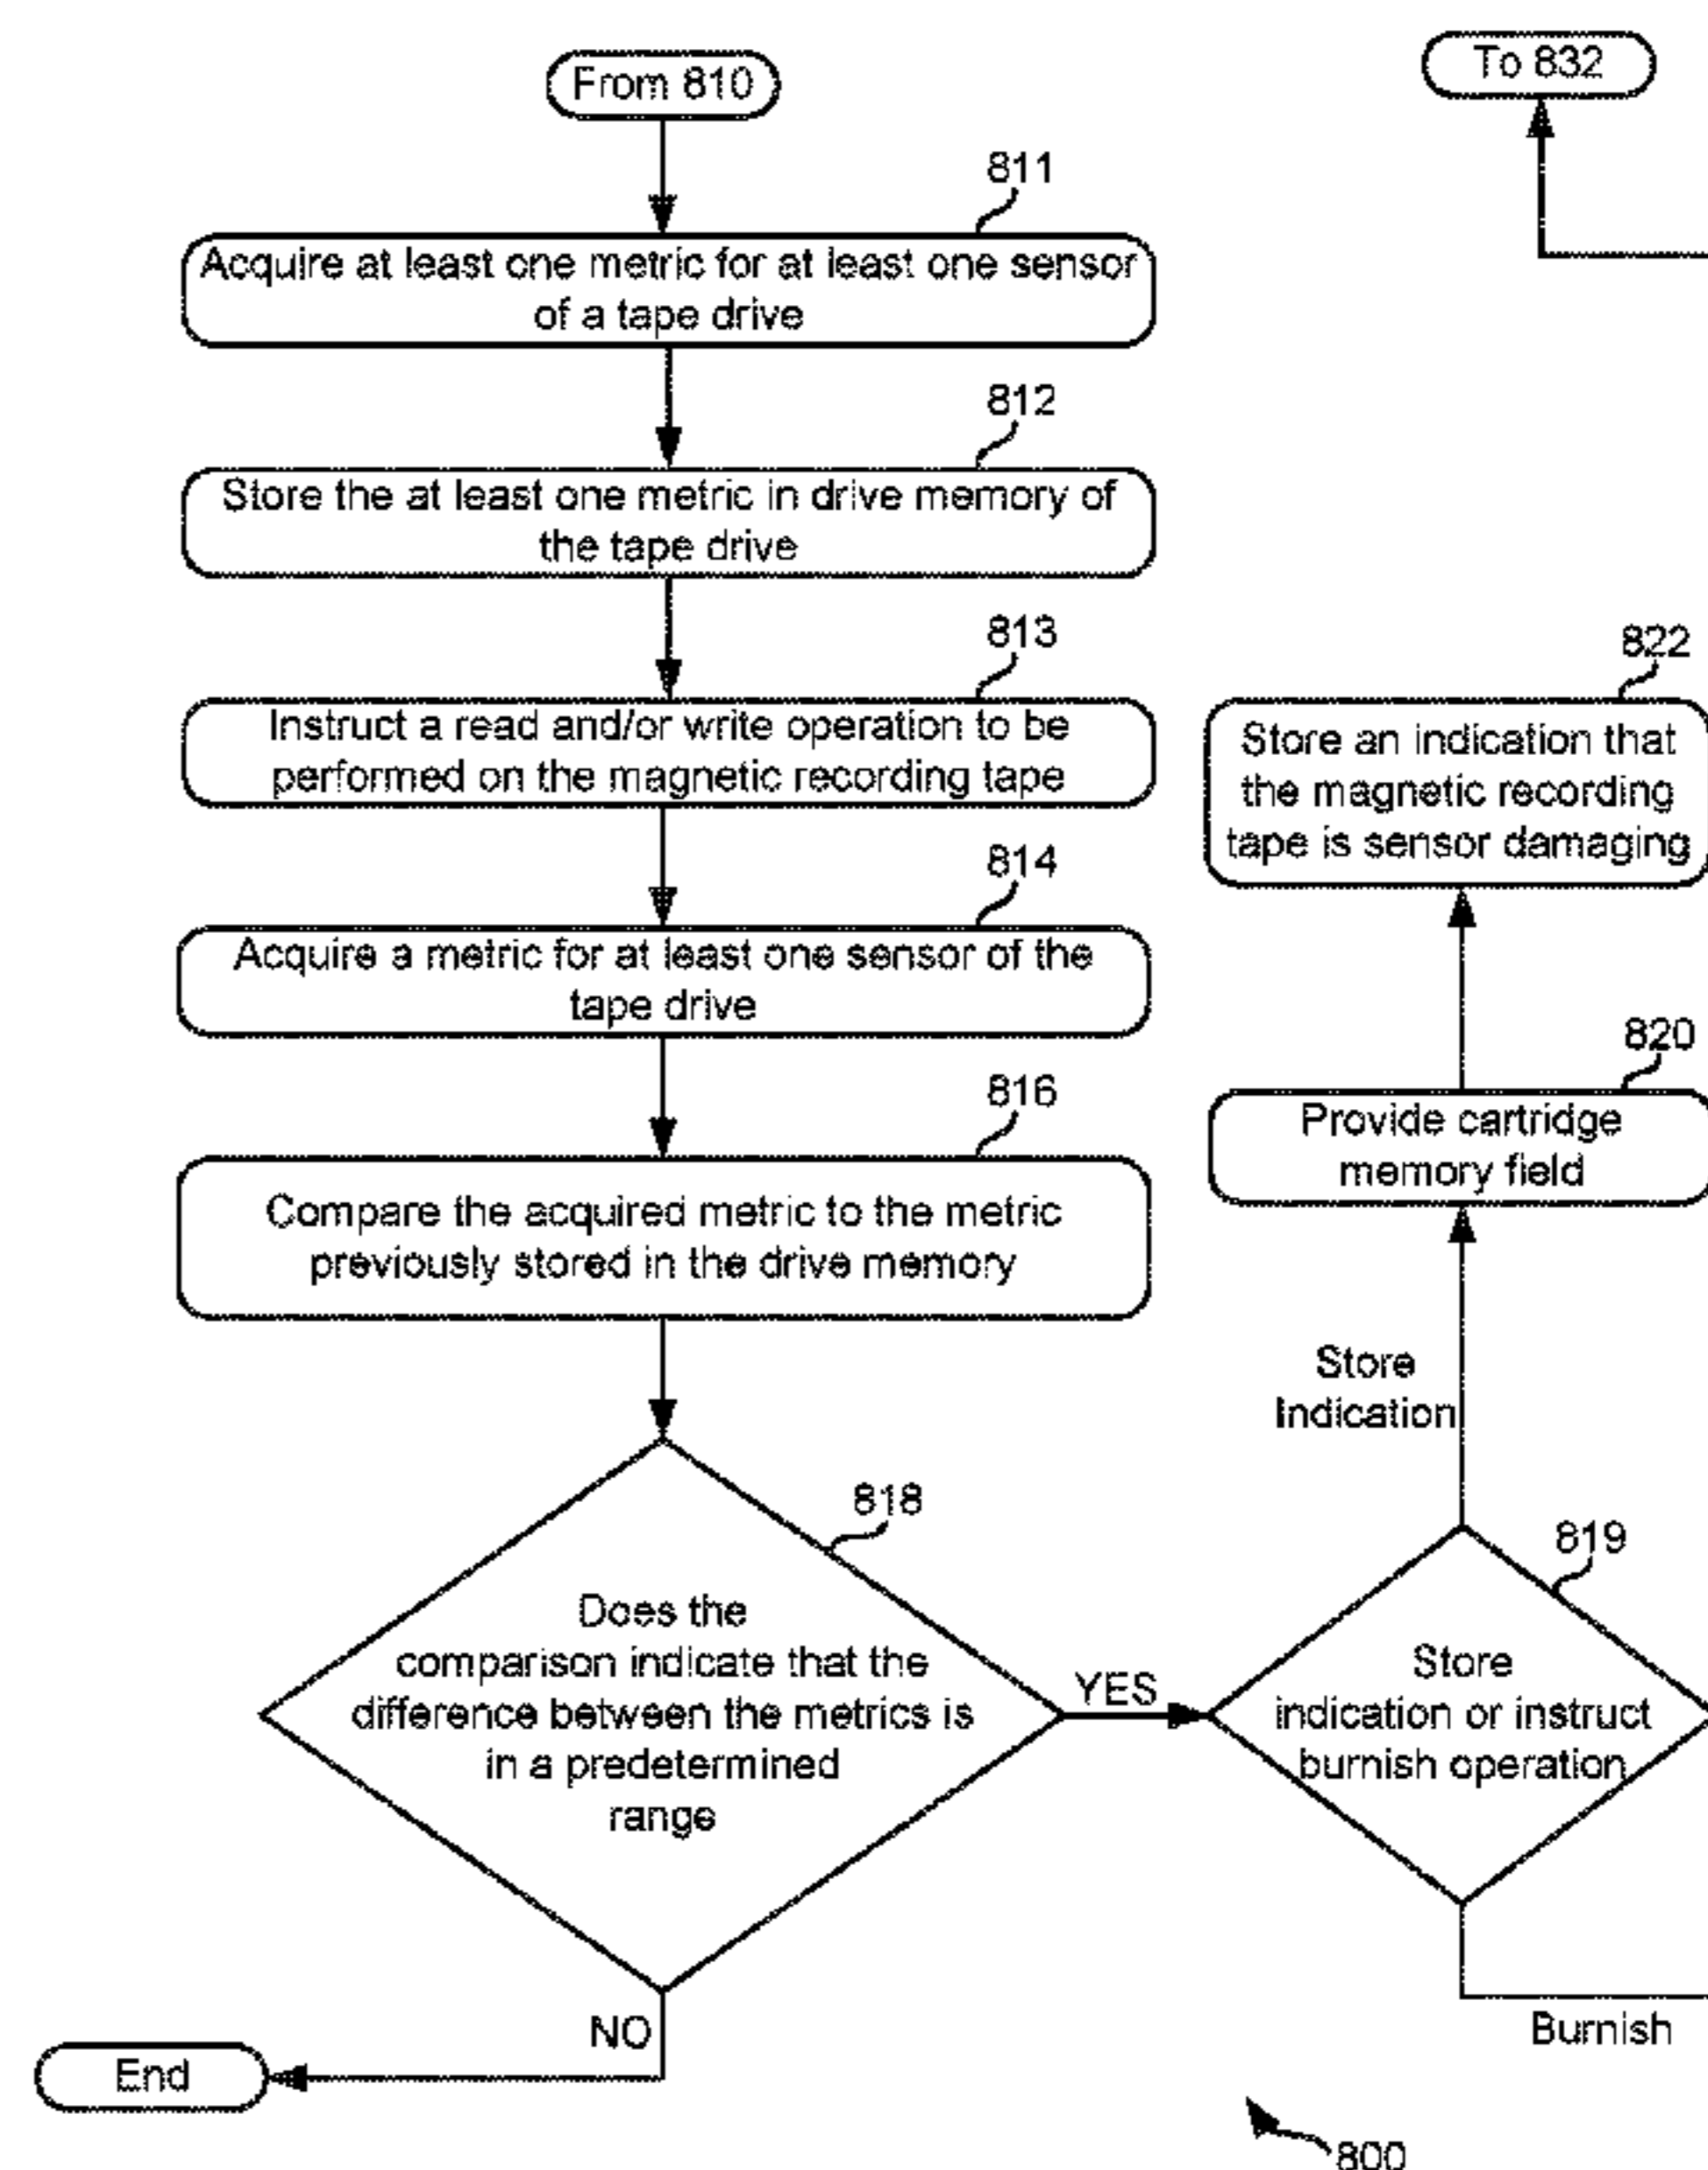 From 810
811
Acquire at least one metric for at least one sensor
of a tape drive
812
Store the at least one metric in drive memory of
the tape drive
813
Instruct a read and/or write operation to be
performed on the magnetic recording tape
814
Acquire a metric for at least one sensor of the
tape drive
816
Compare the acquired metric to the metric
previously stored in the drive memory
818
Does the
comparison indicate that the
difference between the metrics is
in a predetermined
range
YES
NO
End
819
Store
indication or instruct
burnish operation
Burnish
Store
Indication
820
Provide cartridge
memory field
822
Store an indication that
the magnetic recording
tape is sensor damaging
To 832
800